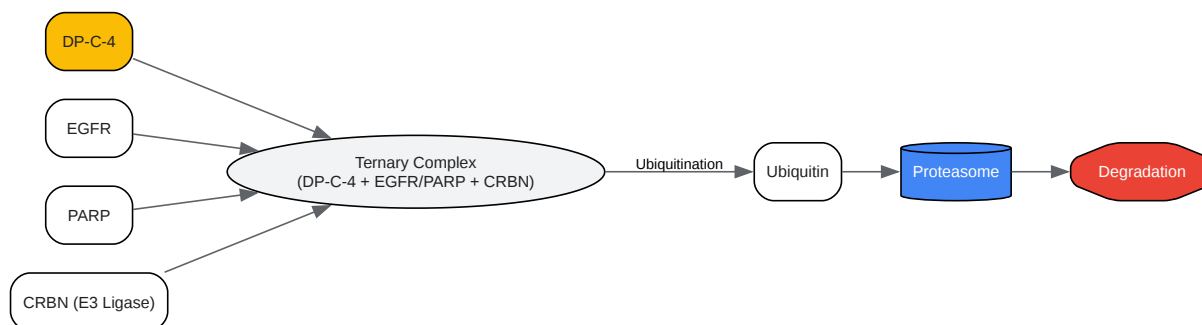 DP-C-4
EGFR
PARP
CRBN (E3 Ligase)
Ternary Complex
(DP-C-4 + EGFR/PARP + CRBN)
Ubiquitination
Ubiquitin
Proteasome
Degradation